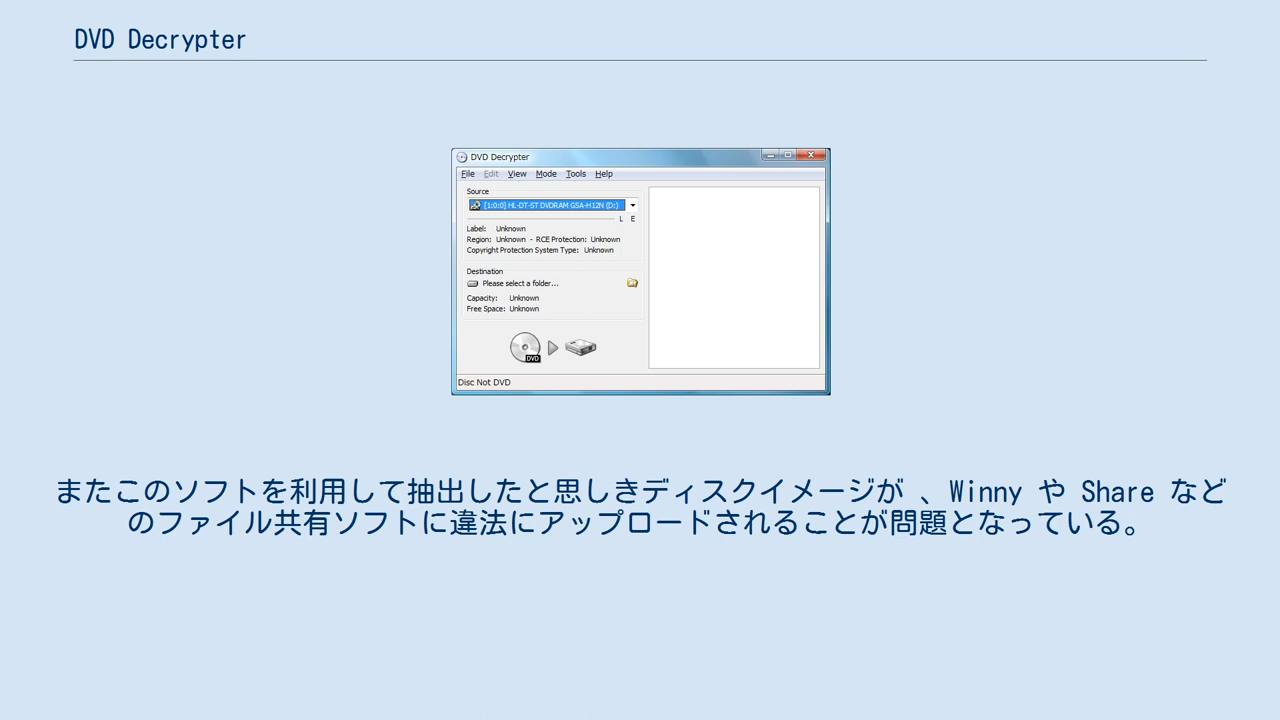 DVD Decrypter
DVD Decrypter
File Edit View Mode Tools Help
Source
[1:0:0] HL-DT-ST DVDRAM GSA-H12N (D:)
L E
Label: Unknown
Region: Unknown - RCE Protection: Unknown
Copyright Protection System Type: Unknown
Destination
Please select a folder...
Capacity: Unknown
Free Space: Unknown
DVD
Disc Not DVD
またこのソフトを利用して抽出したと思しきディスクイメージが 、Winny や Share など
のファイル共有ソフトに違法にアップロードされることが問題となっている。